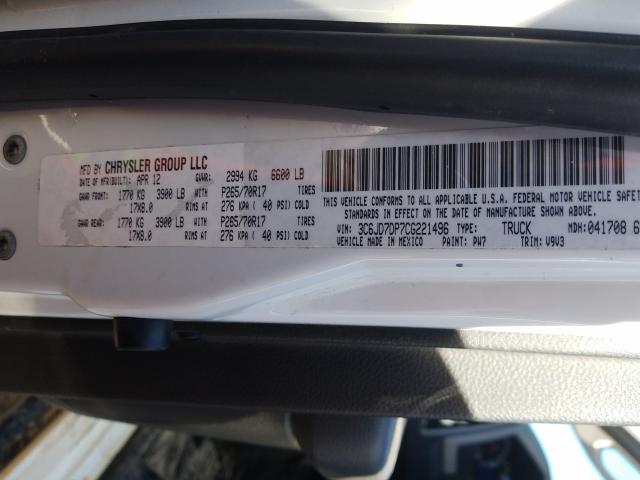 MFD BY CHRYSLER GROUP LLC
DATE OF MFR(BUILT): APR 12 GVWR: 2994 KG 6600 LB
GAWR FRONT: 1770 KG 3900 LB WITH P265/70R17 TIRES
17X8.0 RIMS AT 276 KPA ( 40 PSI) COLD
GAWR REAR: 1770 KG 3900 LB WITH P265/70R17 TIRES
17X8.0 RIMS AT 276 KPA ( 40 PSI) COLD
THIS VEHICLE CONFORMS TO ALL APPLICABLE U.S.A. FEDERAL MOTOR VEHICLE SAFE
STANDARDS IN EFFECT ON THE DATE OF MANUFACTURE SHOWN ABOVE.
VIN: 3C6JD7DP7CG221496 TYPE: TRUCK MDH: 041708 6
VEHICLE MADE IN MEXICO PAINT: PW7 TRIM: V9V3